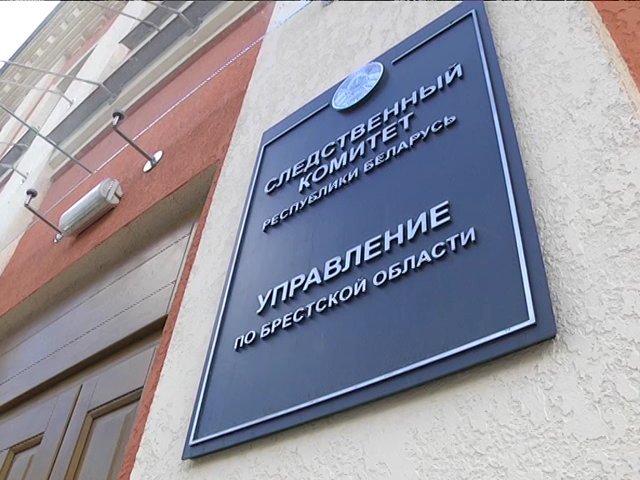 СЛЕДСТВЕННЫЙ
КОМИТЕТ
РЕСПУБЛИКИ БЕЛАРУСЬ
УПРАВЛЕНИЕ
ПО БРЕСТСКОЙ ОБЛАСТИ